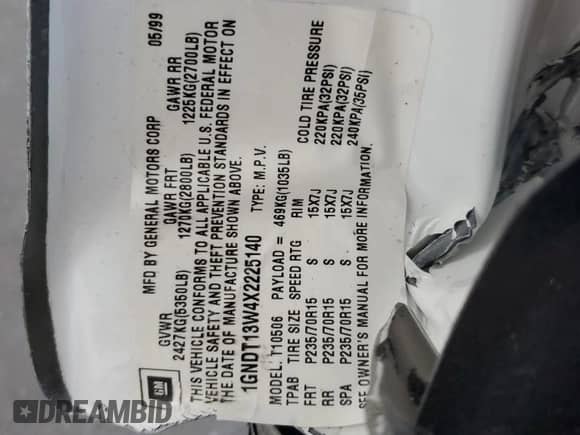 GM
MFD BY GENERAL MOTORS CORP 05/99
GVWR GAWR FRT GAWR RR
2427KG(5350LB) 1270KG(2800LB) 1225KG(2700LB)
THIS VEHICLE CONFORMS TO ALL APPLICABLE U.S. FEDERAL MOTOR
VEHICLE SAFETY AND THEFT PREVENTION STANDARDS IN EFFECT ON
THE DATE OF MANUFACTURE SHOWN ABOVE.
1GNDT13W4X2225140 TYPE: M.P.V.
MODEL: T10506 PAYLOAD = 469KG(1035LB)
TPAB TIRE SIZE SPEED RTG RIM COLD TIRE PRESSURE
FRT P235/70R15 S 15X7J 220KPA(32PSI)
RR P235/70R15 S 15X7J 220KPA(32PSI)
SPA P235/70R15 S 15X7J 240KPA(35PSI)
SEE OWNER'S MANUAL FOR MORE INFORMATION.
DREAMBID